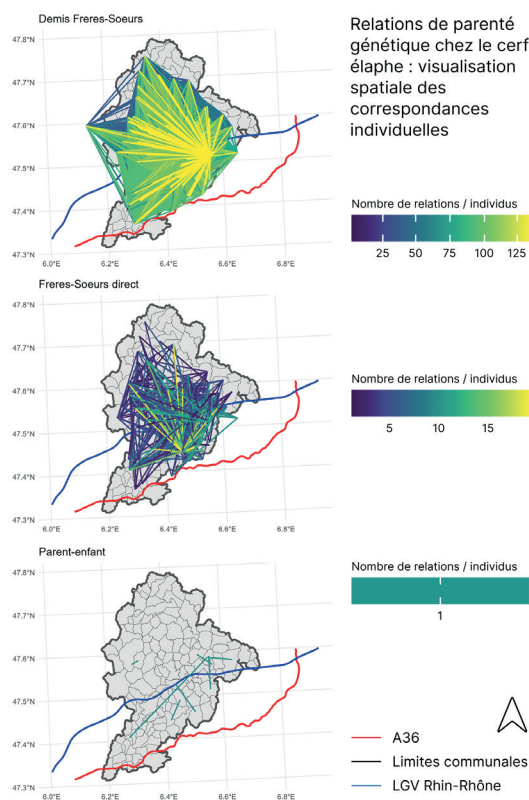 Demis Freres-Soeurs
47.8°N
47.7°N
47.6°N
47.5°N
47.4°N
47.3°N
6.0°E
6.2°E
6.4°E
6.6°E
6.8°E
Relations de parenté
génétique chez le cerf
élaphe : visualisation
spatiale des
correspondances
individuelles
Nombre de relations / individus
25 50 75 100 125
Freres-Soeurs direct
47.8°N
47.7°N
47.6°N
47.5°N
47.4°N
47.3°N
6.0°E
6.2°E
6.4°E
6.6°E
6.8°E
Nombre de relations / individus
5 10 15
Parent-enfant
47.8°N
47.7°N
47.6°N
47.5°N
47.4°N
47.3°N
6.0°E
6.2°E
6.4°E
6.6°E
6.8°E
Nombre de relations / individus
1
A36
Limites communales
LGV Rhin-Rhône